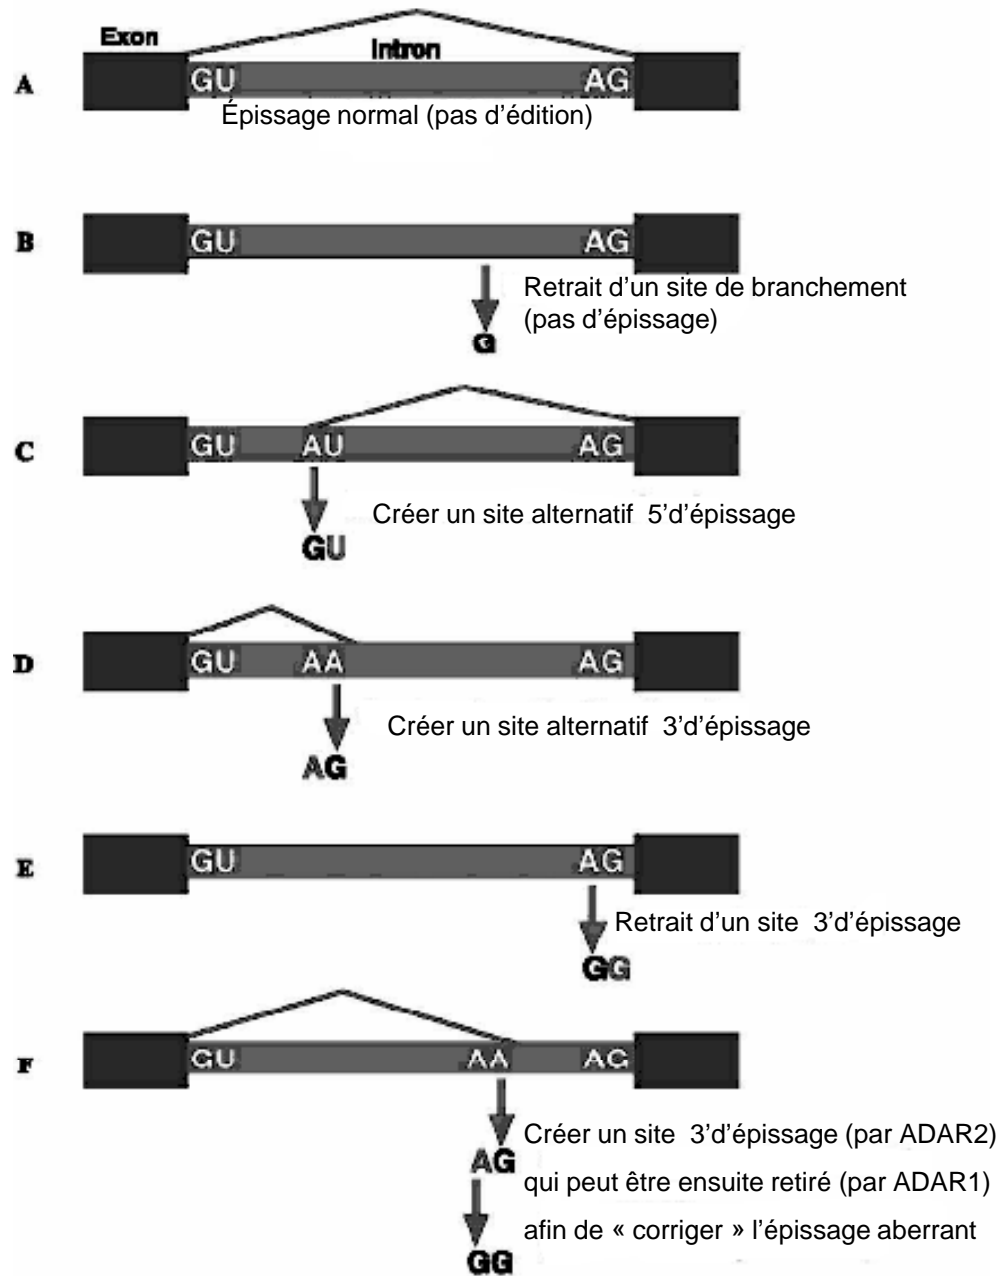 Exon
Intron
A
GU AG
Épissage normal (pas d’édition)
B
GU AG
Retrait d’un site de branchement
(pas d’épissage)
G
C
GU AU AG
Créer un site alternatif 5’d’épissage
GU
D
GU AA AG
Créer un site alternatif 3’d’épissage
AG
E
GU AG
Retrait d’un site 3’d’épissage
GG
F
GU AA AG
Créer un site 3’d’épissage (par ADAR2)
AG
qui peut être ensuite retiré (par ADAR1)
afin de « corriger » l’épissage aberrant
GG